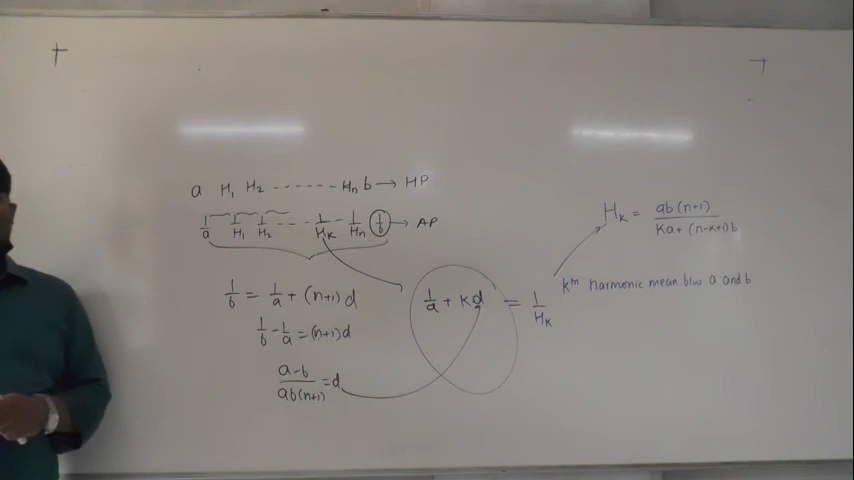 a H₁ H₂ ------ Hₙ b → HP
1/a 1/H₁ 1/H₂ --- 1/Hₖ - 1/Hₙ 1/b → AP
1/b = 1/a + (n+1)d
1/b - 1/a = (n+1)d
(a-b)/(ab(n+1)) = d
1/a + Kd = 1/Hₖ
Hₖ = ab(n+1)/(Ka + (n-K+1)b)
Kᵗʰ harmonic mean b/w a and b